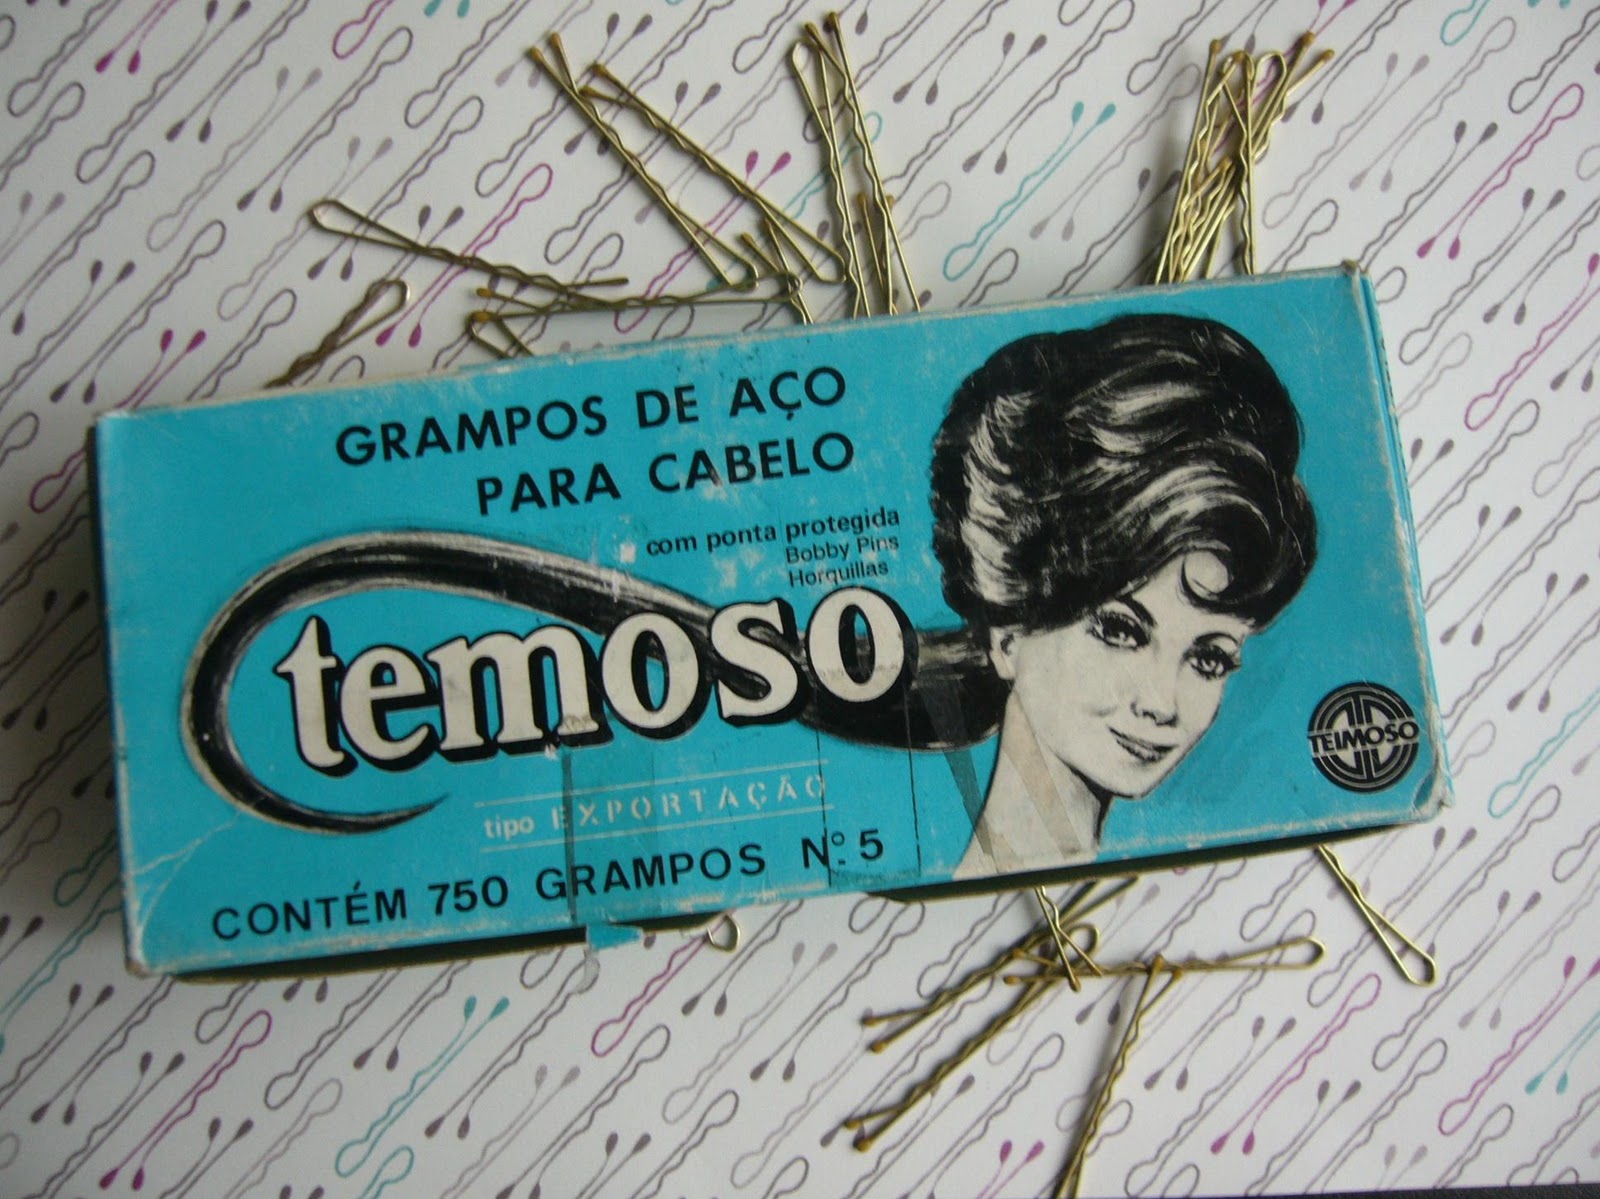 GRAMPOS DE AÇO
PARA CABELO
com ponta protegida
Bobby Pins
Horquillas
temoso
tipo EXPORTAÇÃO
CONTÉM 750 GRAMPOS Nº. 5
TEIMOSO